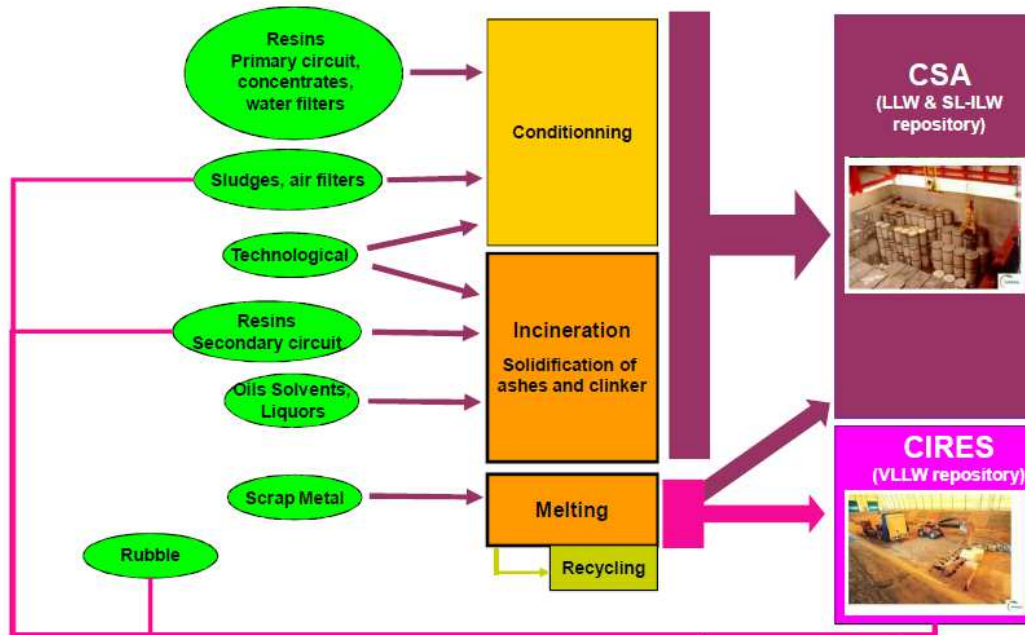 Resins
Primary circuit,
concentrates,
water filters
Sludges, air filters
Technological
Resins
Secondary circuit
Oils Solvents,
Liquors
Scrap Metal
Rubble
Conditionning
Incineration
Solidification of
ashes and clinker
Melting
Recycling
CSA
(LLW & SL-ILW
repository)
CIRES
(VLLW repository)